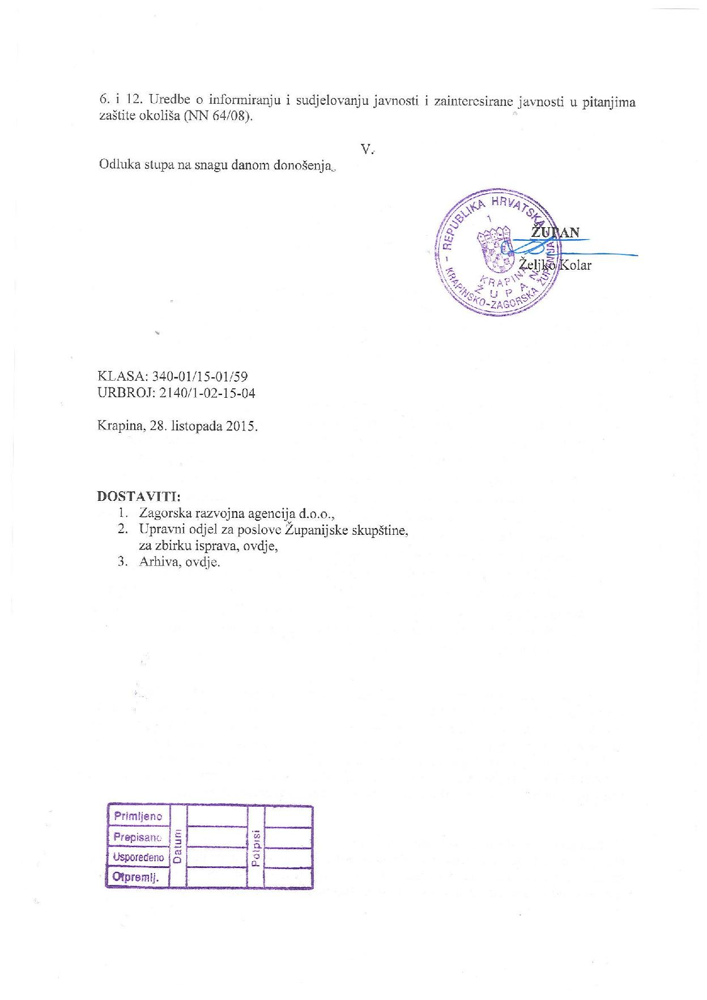 6. i 12. Uredbe o informiranju i sudjelovanju javnosti i zainteresirane javnosti u pitanjima
zaštite okoliša (NN 64/08).
V.
Odluka stupa na snagu danom donošenja.
- REPUBLIKA HRVATSKA
1
KRAPINSKO-ZAGORSKA ŽUPANIJA
KRAPINA
ŽUPAN
ŽUPAN
Željko Kolar
KLASA: 340-01/15-01/59
URBROJ: 2140/1-02-15-04
Krapina, 28. listopada 2015.
DOSTAVITI:
1. Zagorska razvojna agencija d.o.o.,
2. Upravni odjel za poslove Županijske skupštine,
za zbirku isprava, ovdje,
3. Arhiva, ovdje.
Primljeno
Prepisano
Uspoređeno
Otpremlj.
Datum
Potpisi